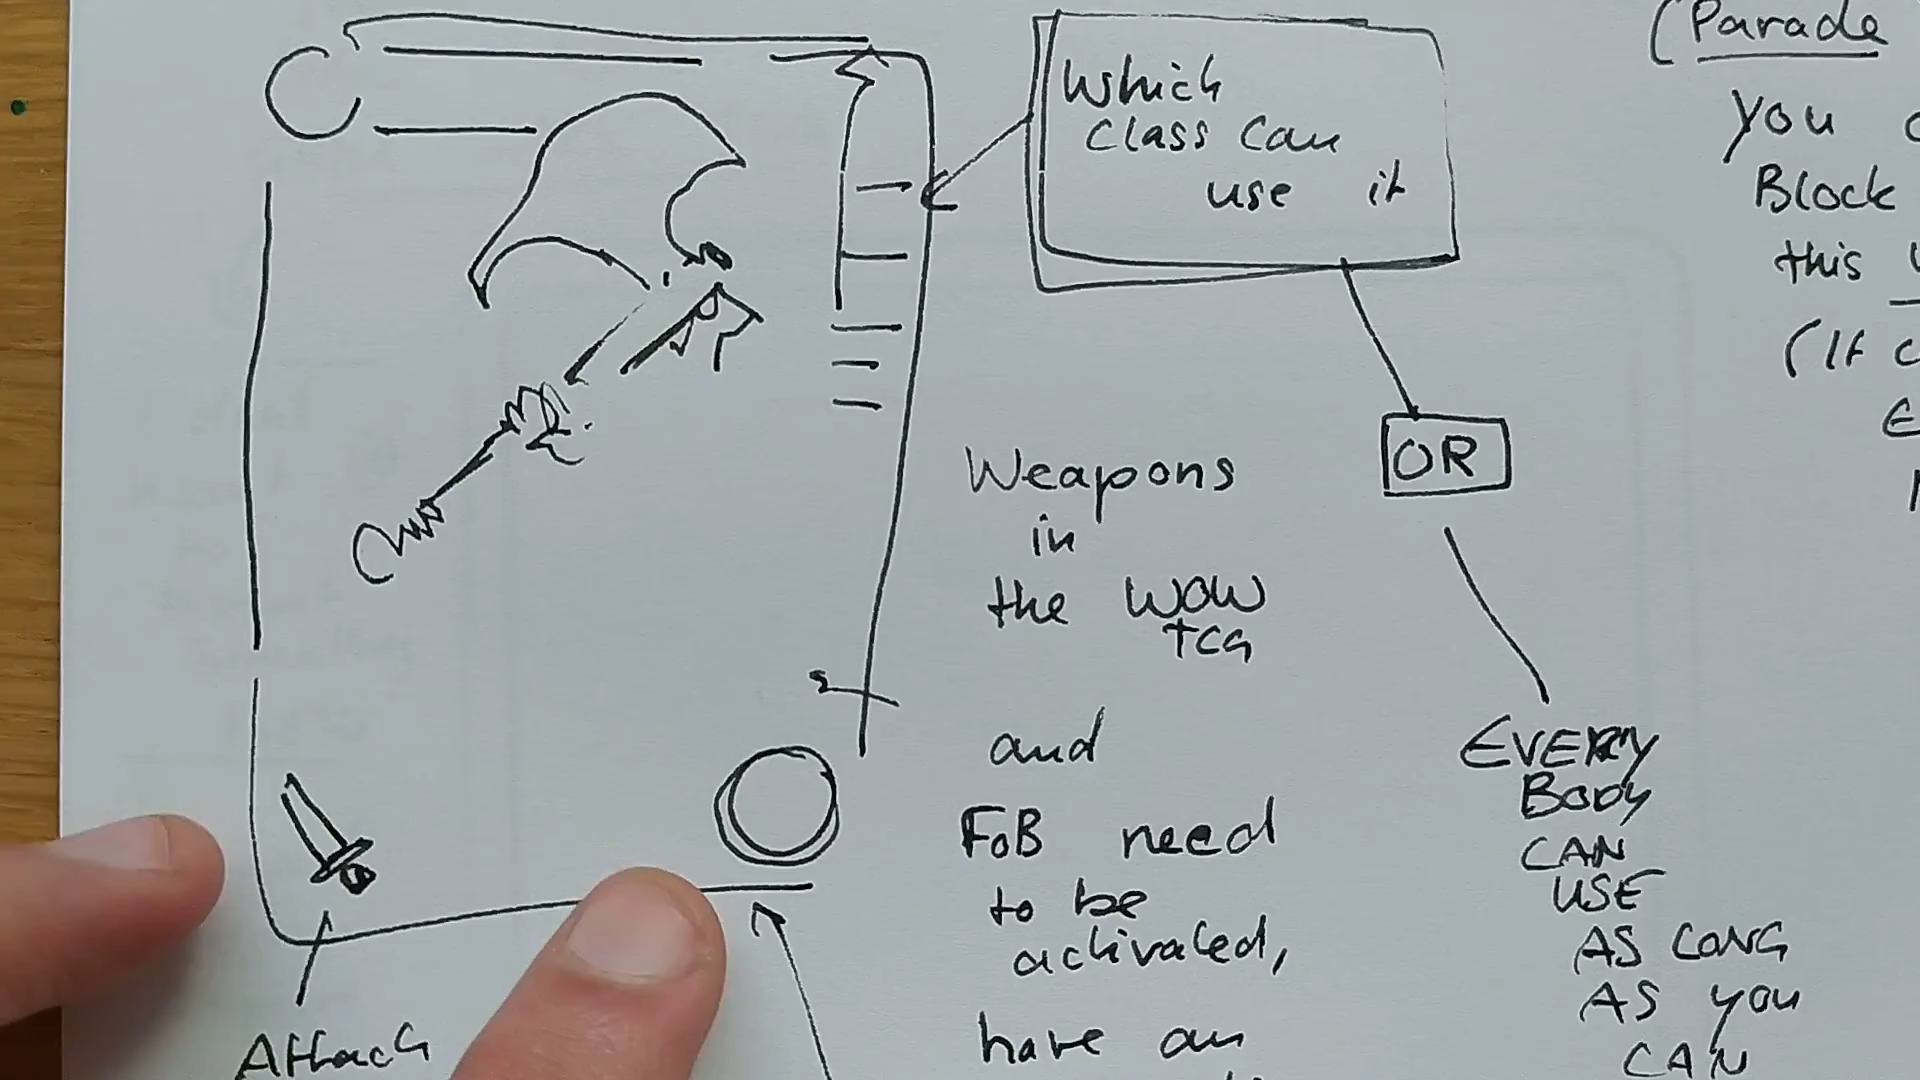 Which
class can
use it
OR
EVERY
BODY
CAN
USE
AS LONG
AS YOU
CAN
Weapons
in
the WOW
TCG
and
FoB need
to be
activated,
have an
Attack
(Parade
You
Block
this
(If